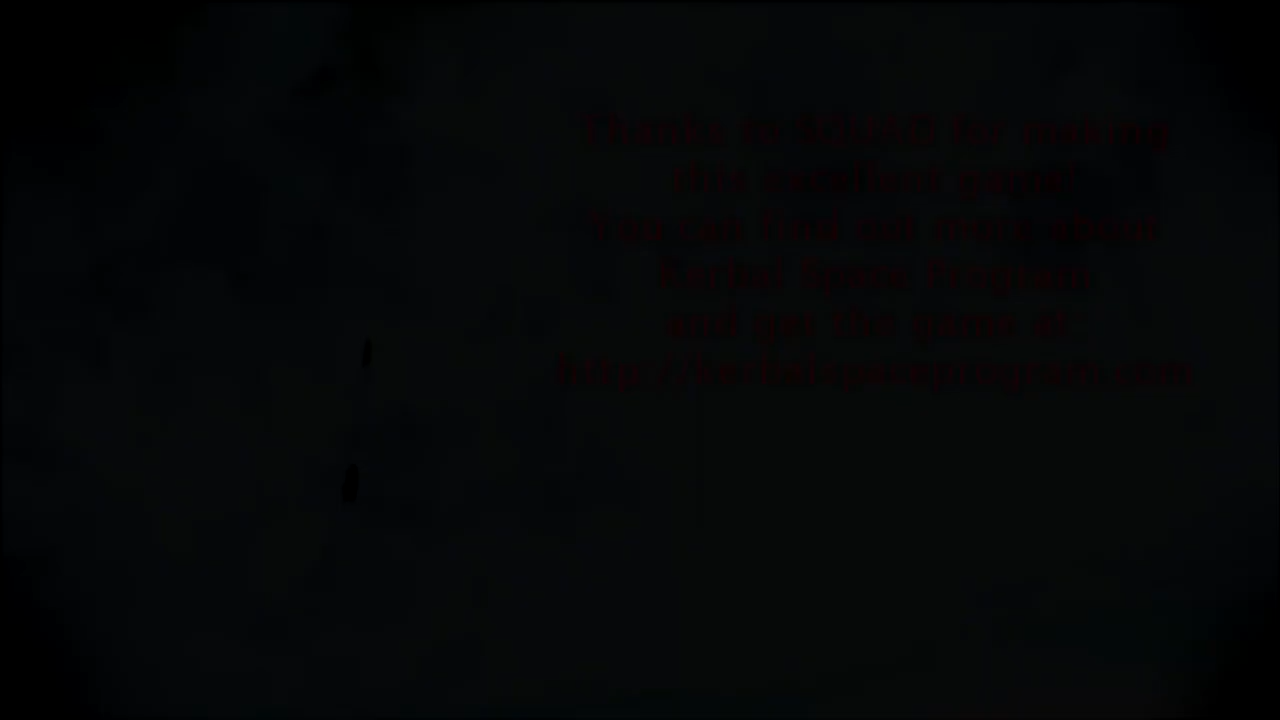 Thanks to SQUAD for making
this excellent game!
You can find out more about
Kerbal Space Program
and get the game at:
http://kerbalspaceprogram.com